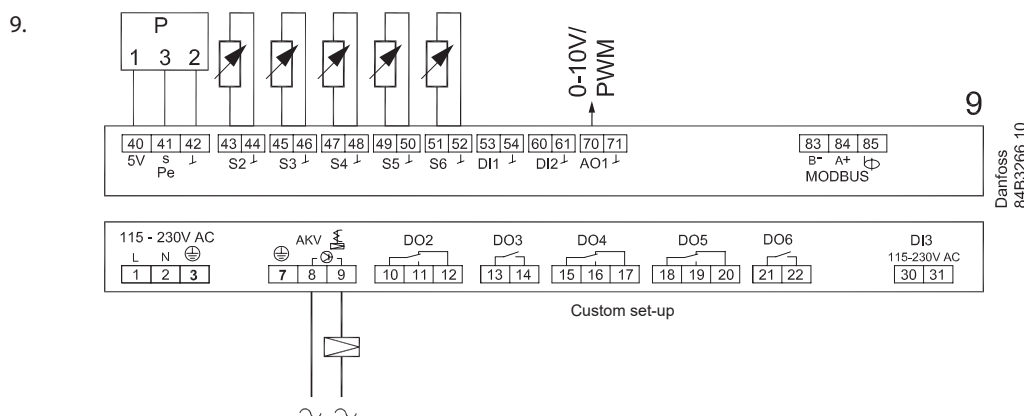 9.
P
1 3 2
0-10V/
PWM
9
40 41 42 43 44 45 46 47 48 49 50 51 52 53 54 60 61 70 71 83 84 85
5V s S2 S3 S4 S5 S6 DI1 DI2 AO1 B- A+
Pe MODBUS
Danfoss
84B3266.10
115 - 230V AC AKV DO2 DO3 DO4 DO5 DO6 DI3
L N 115-230V AC
1 2 3 7 8 9 10 11 12 13 14 15 16 17 18 19 20 21 22 30 31
Custom set-up